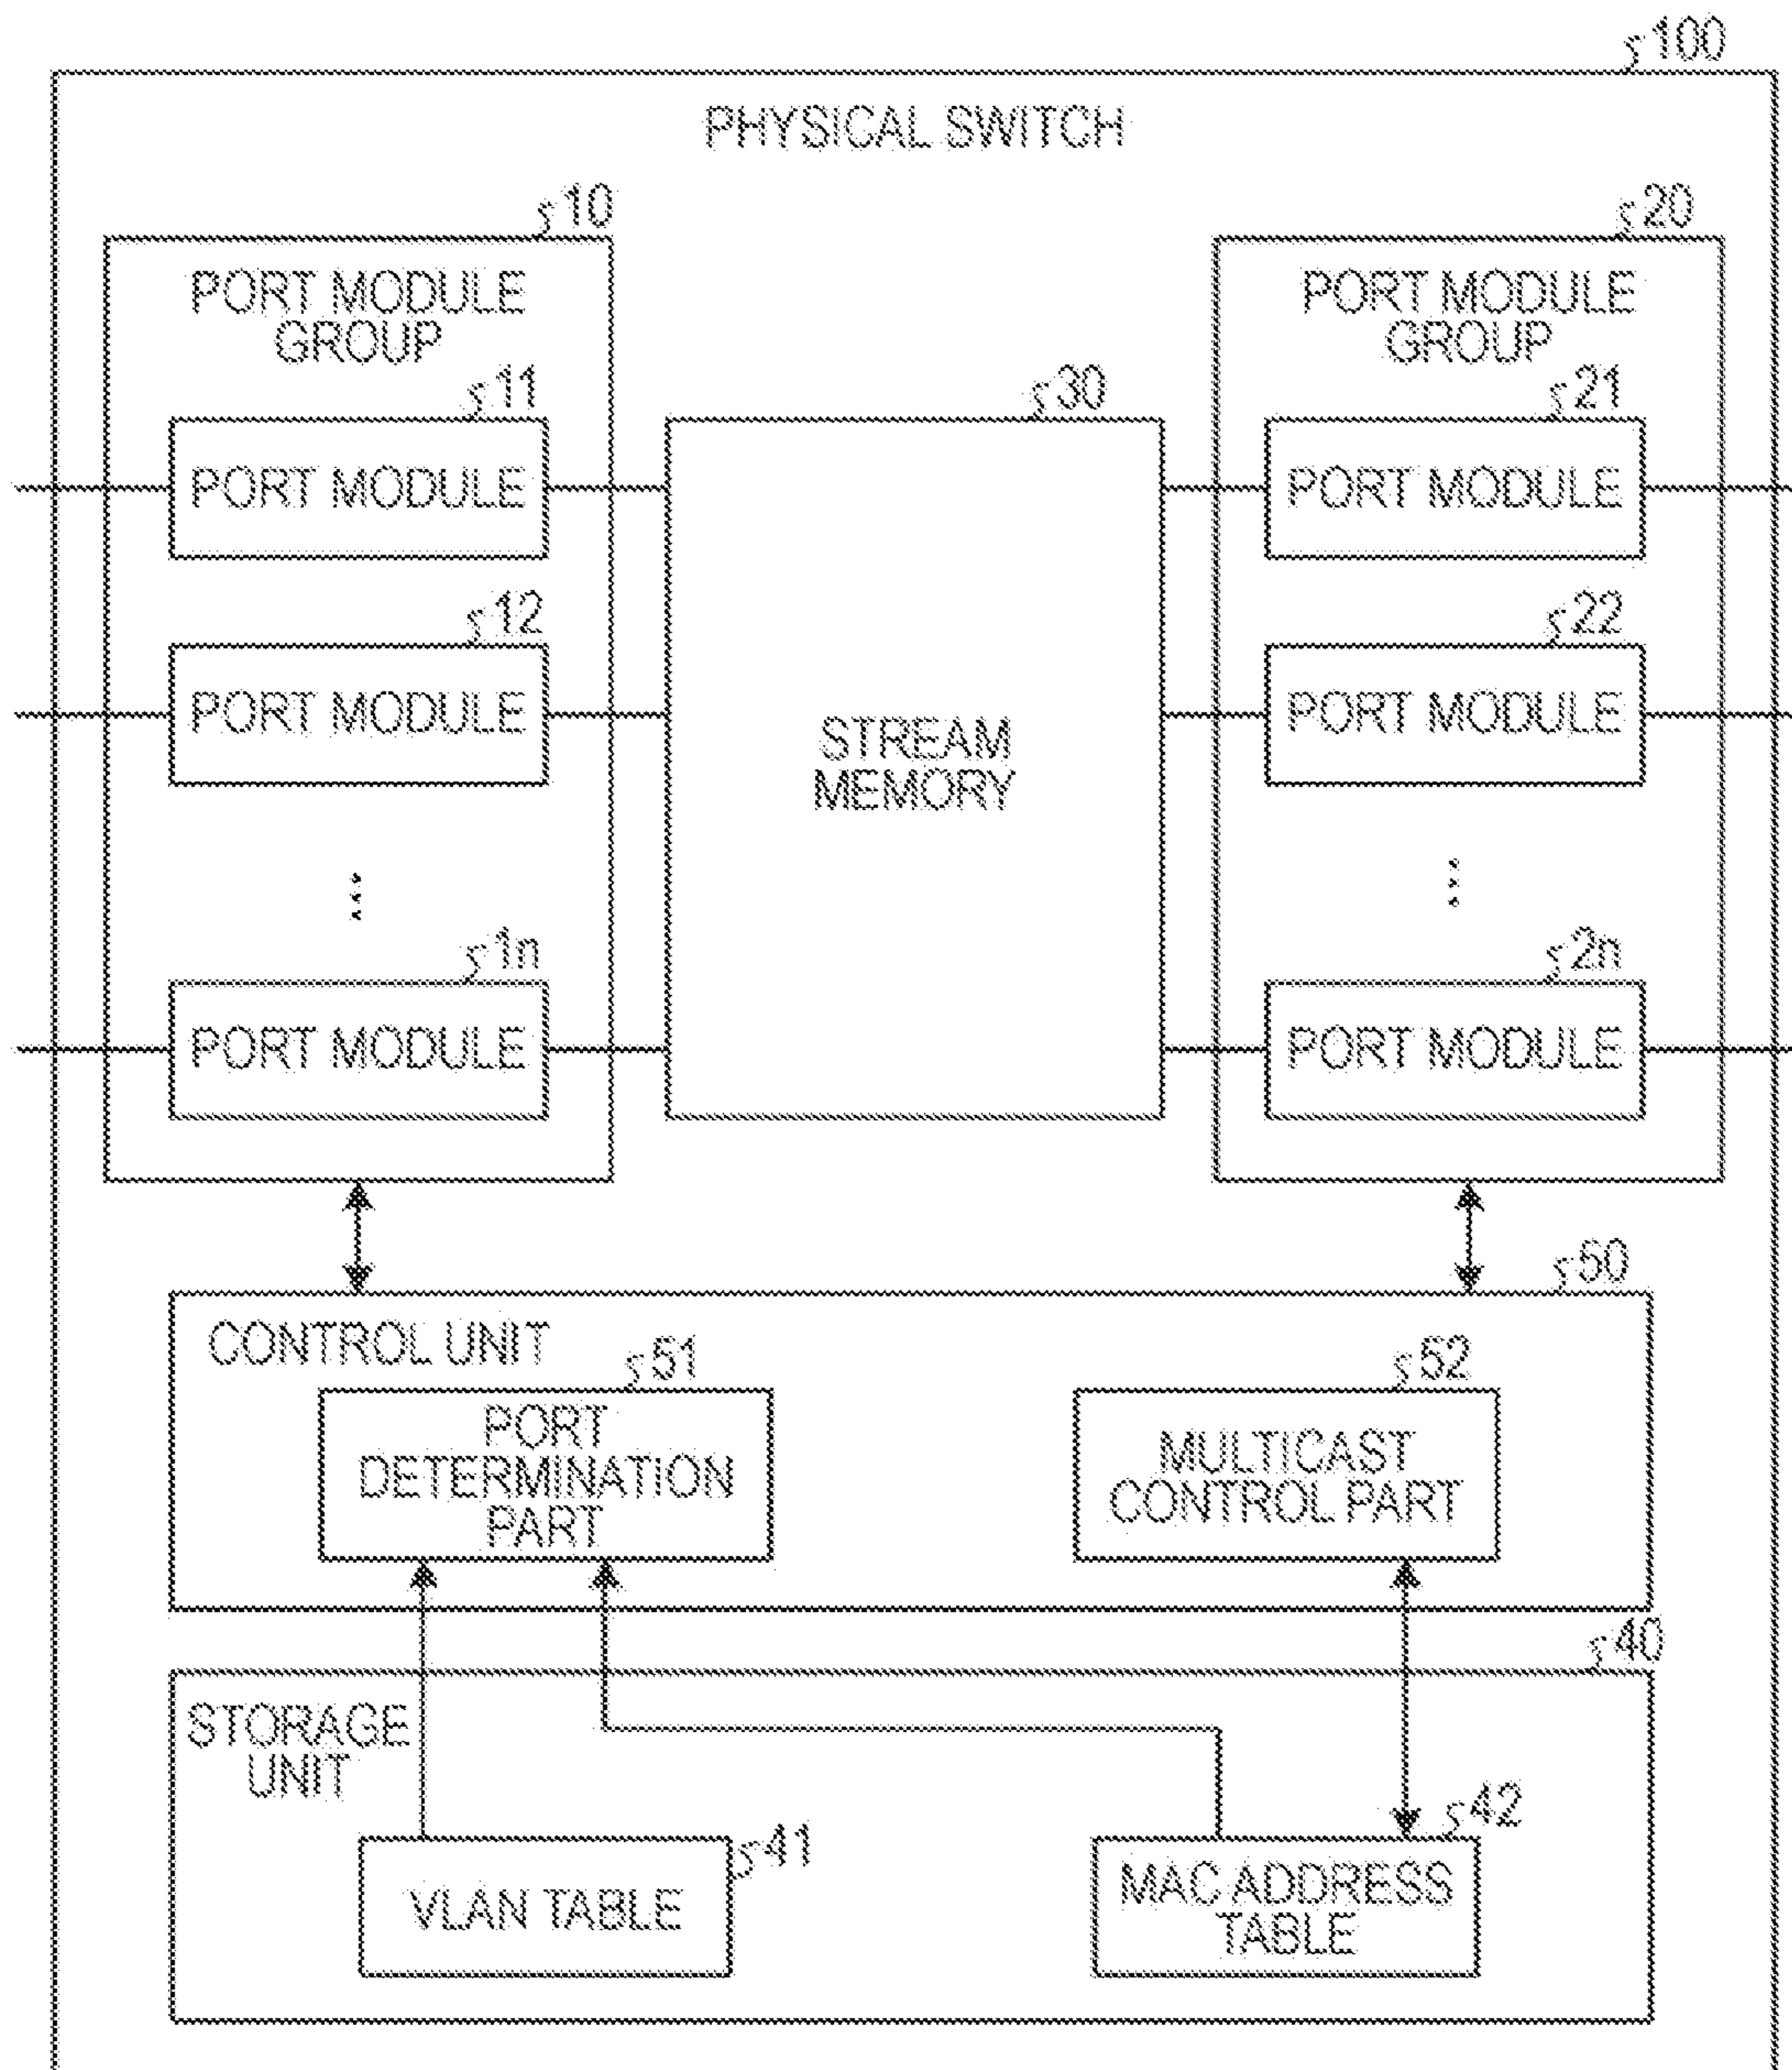 100
PHYSICAL SWITCH
10
PORT MODULE
GROUP
11
PORT MODULE
12
PORT MODULE
1n
PORT MODULE
30
STREAM
MEMORY
20
PORT MODULE
GROUP
21
PORT MODULE
22
PORT MODULE
2n
PORT MODULE
50
CONTROL UNIT
51
PORT
DETERMINATION
PART
52
MULTICAST
CONTROL PART
40
STORAGE
UNIT
41
VLAN TABLE
42
MAC ADDRESS
TABLE